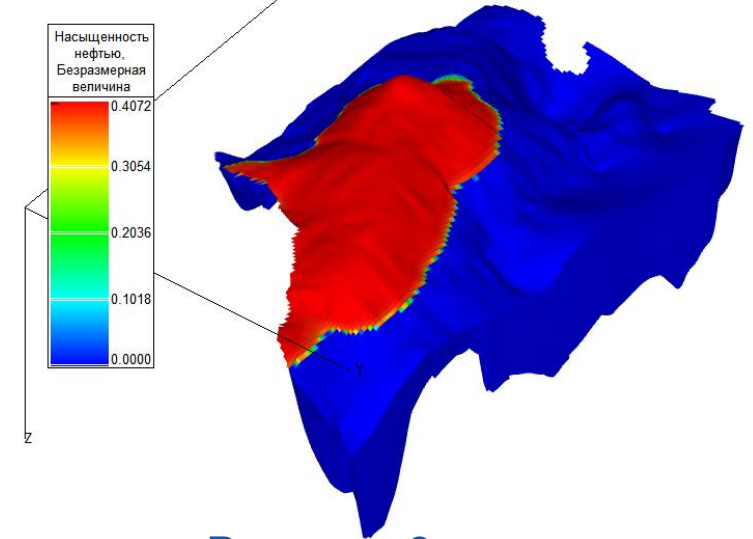 Насыщенность
нефтью,
Безразмерная
величина
0.4072
0.3054
0.2036
0.1018
0.0000
Y
Z